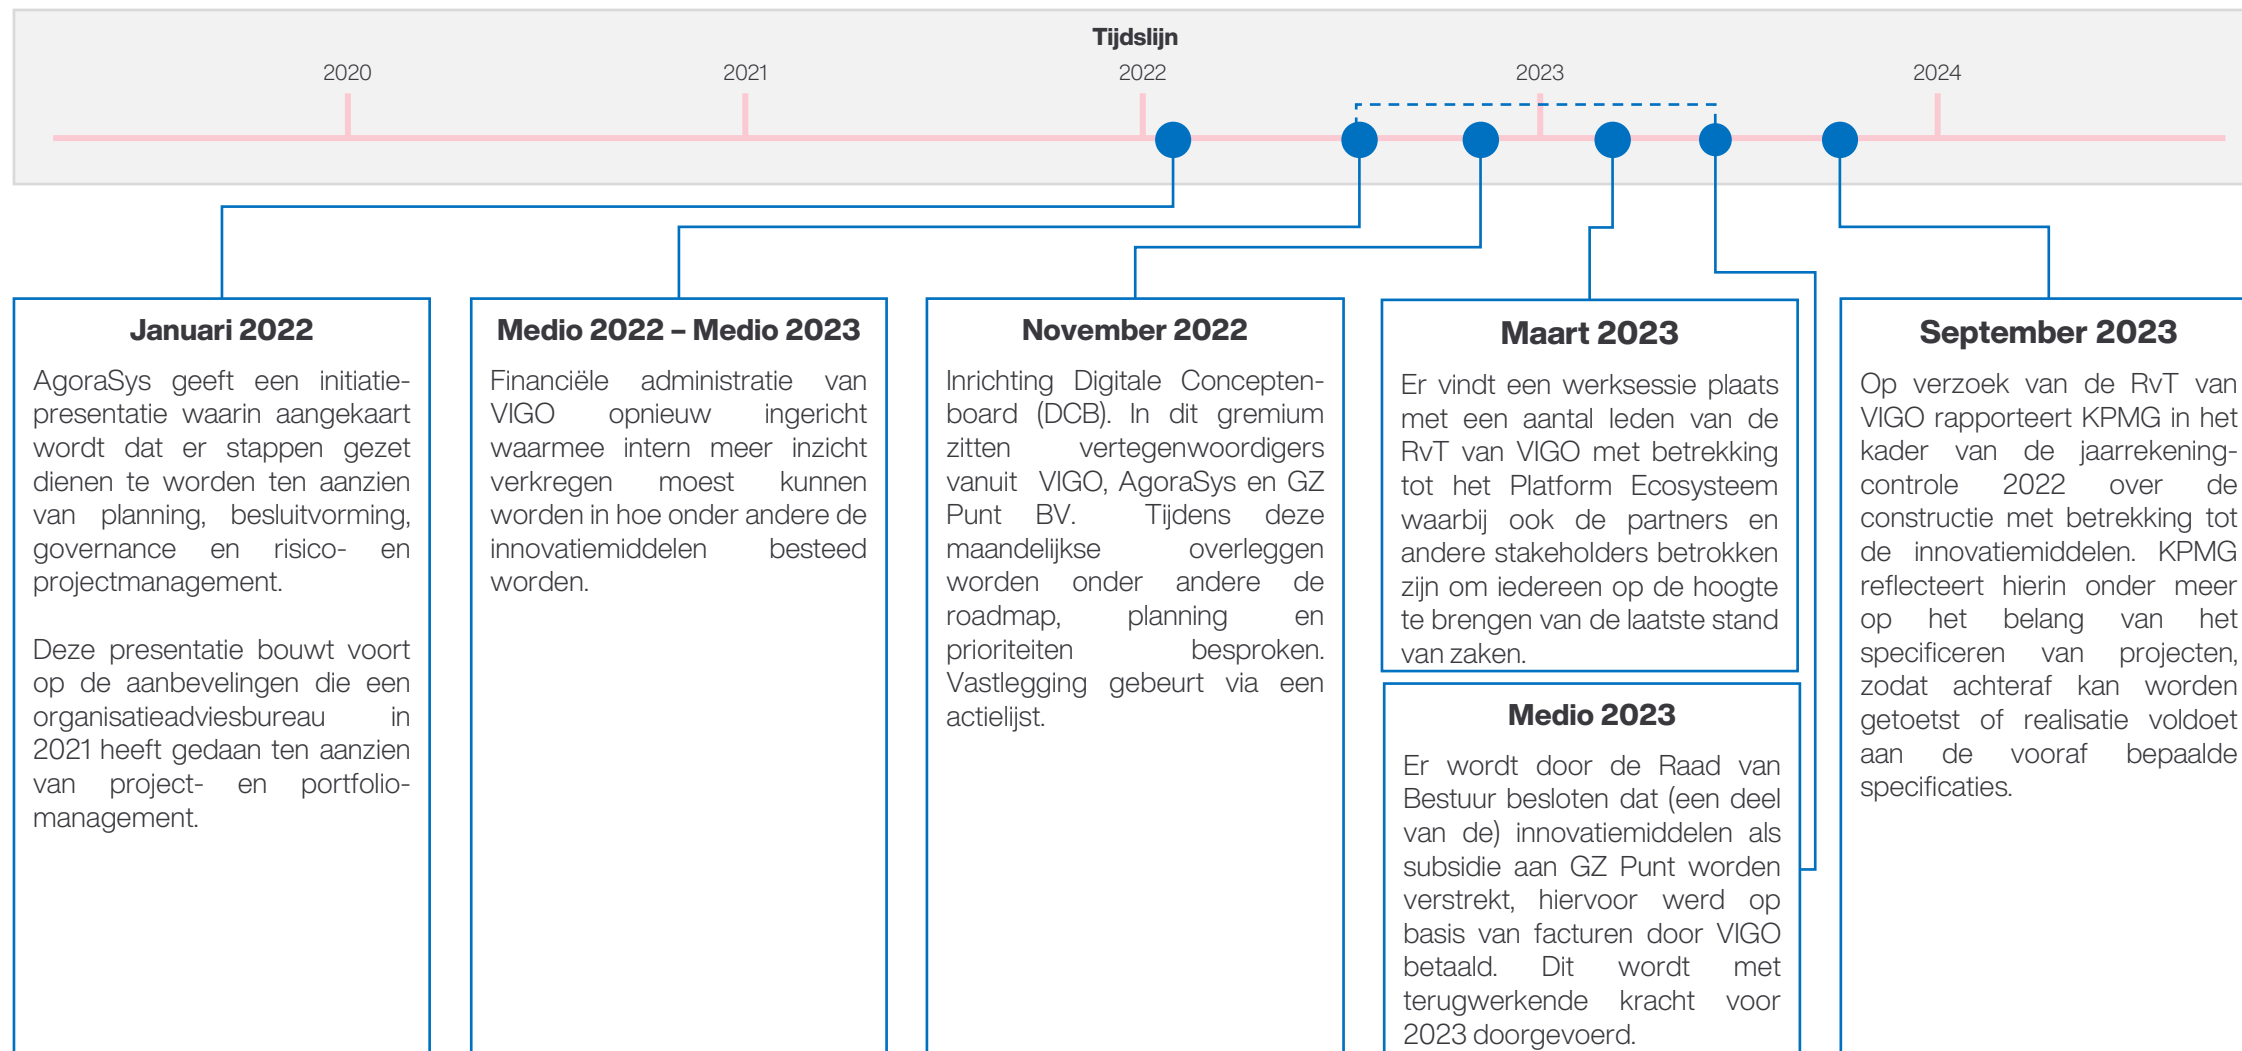 Tijdslijn
2020
2021
2022
2023
2024
Januari 2022
AgoraSys geeft een initiatie-
presentatie waarin aangekaart
wordt dat er stappen gezet
dienen te worden ten aanzien
van planning, besluitvorming,
governance en risico- en
projectmanagement.
Deze presentatie bouwt voort
op de aanbevelingen die een
organisatieadviesbureau in
2021 heeft gedaan ten aanzien
van project- en portfolio-
management.
Medio 2022 – Medio 2023
Financiële administratie van
VIGO opnieuw ingericht
waarmee intern meer inzicht
verkregen moest kunnen
worden in hoe onder andere de
innovatiemiddelen besteed
worden.
November 2022
Inrichting Digitale Concepten-
board (DCB). In dit gremium
zitten vertegenwoordigers
vanuit VIGO, AgoraSys en GZ
Punt BV. Tijdens deze
maandelijkse overleggen
worden onder andere de
roadmap, planning en
prioriteiten besproken.
Vastlegging gebeurt via een
actielijst.
Maart 2023
Er vindt een werksessie plaats
met een aantal leden van de
RvT van VIGO met betrekking
tot het Platform Ecosysteem
waarbij ook de partners en
andere stakeholders betrokken
zijn om iedereen op de hoogte
te brengen van de laatste stand
van zaken.
Medio 2023
Er wordt door de Raad van
Bestuur besloten dat (een deel
van de) innovatiemiddelen als
subsidie aan GZ Punt worden
verstrekt, hiervoor werd op
basis van facturen door VIGO
betaald. Dit wordt met
terugwerkende kracht voor
2023 doorgevoerd.
September 2023
Op verzoek van de RvT van
VIGO rapporteert KPMG in het
kader van de jaarrekening-
controle 2022 over de
constructie met betrekking tot
de innovatiemiddelen. KPMG
reflecteert hierin onder meer
op het belang van het
specificeren van projecten,
zodat achteraf kan worden
getoetst of realisatie voldoet
aan de vooraf bepaalde
specificaties.